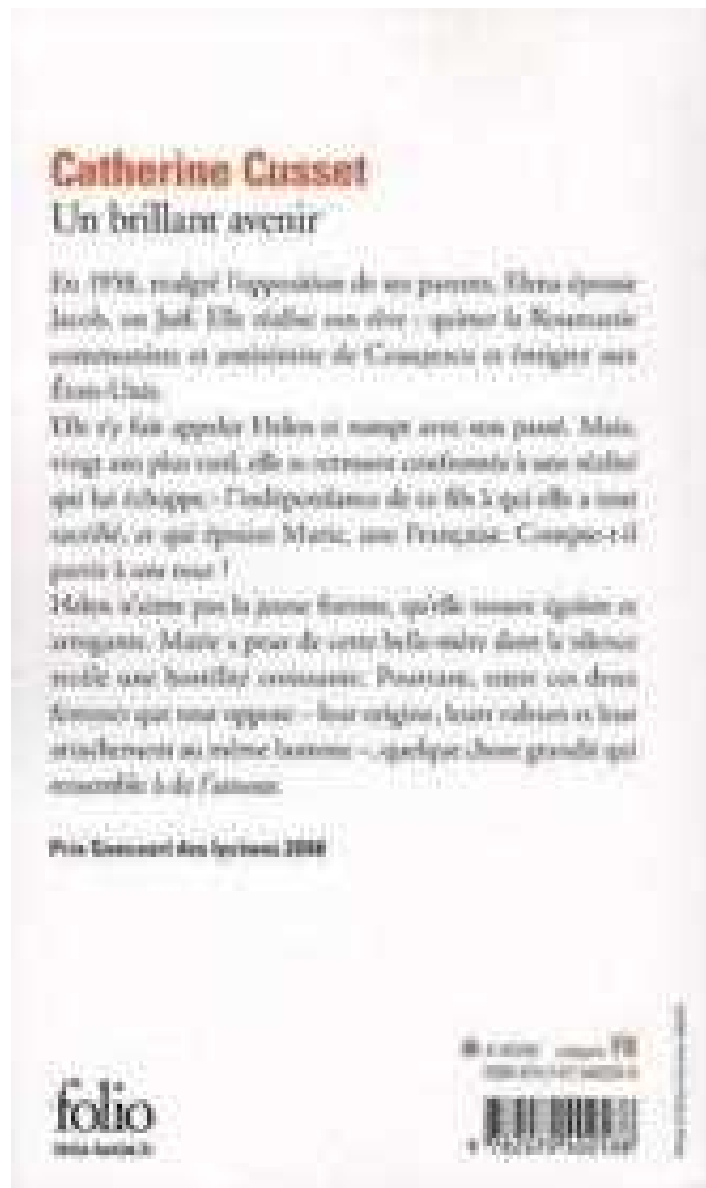 Catherine Cusset
Un brillant avenir
En 1958, malgré l'opposition de ses parents, Elena épouse
Jacob, un Juif. Elle réalise son rêve : quitter la Roumanie
communiste et antisémite de Ceauşescu et émigrer aux
États-Unis.
Elle s'y fait appeler Helen et rompt avec son passé. Mais,
vingt ans plus tard, elle se retrouve confrontée à une réalité
qui lui échappe : l'indépendance de ce fils à qui elle a tout
sacrifié, et qui épouse Marie, une Française. Compte-t-il
partir à son tour ?
Helen n'aime pas la jeune femme, qu'elle trouve égoïste et
arrogante. Marie a peur de cette belle-mère dont le silence
recèle une hostilité croissante. Pourtant, entre ces deux
femmes que tout oppose – leur origine, leurs valeurs et leur
attachement au même homme –, quelque chose grandit qui
ressemble à de l'amour.
Prix Goncourt des lycéens 2008
folio